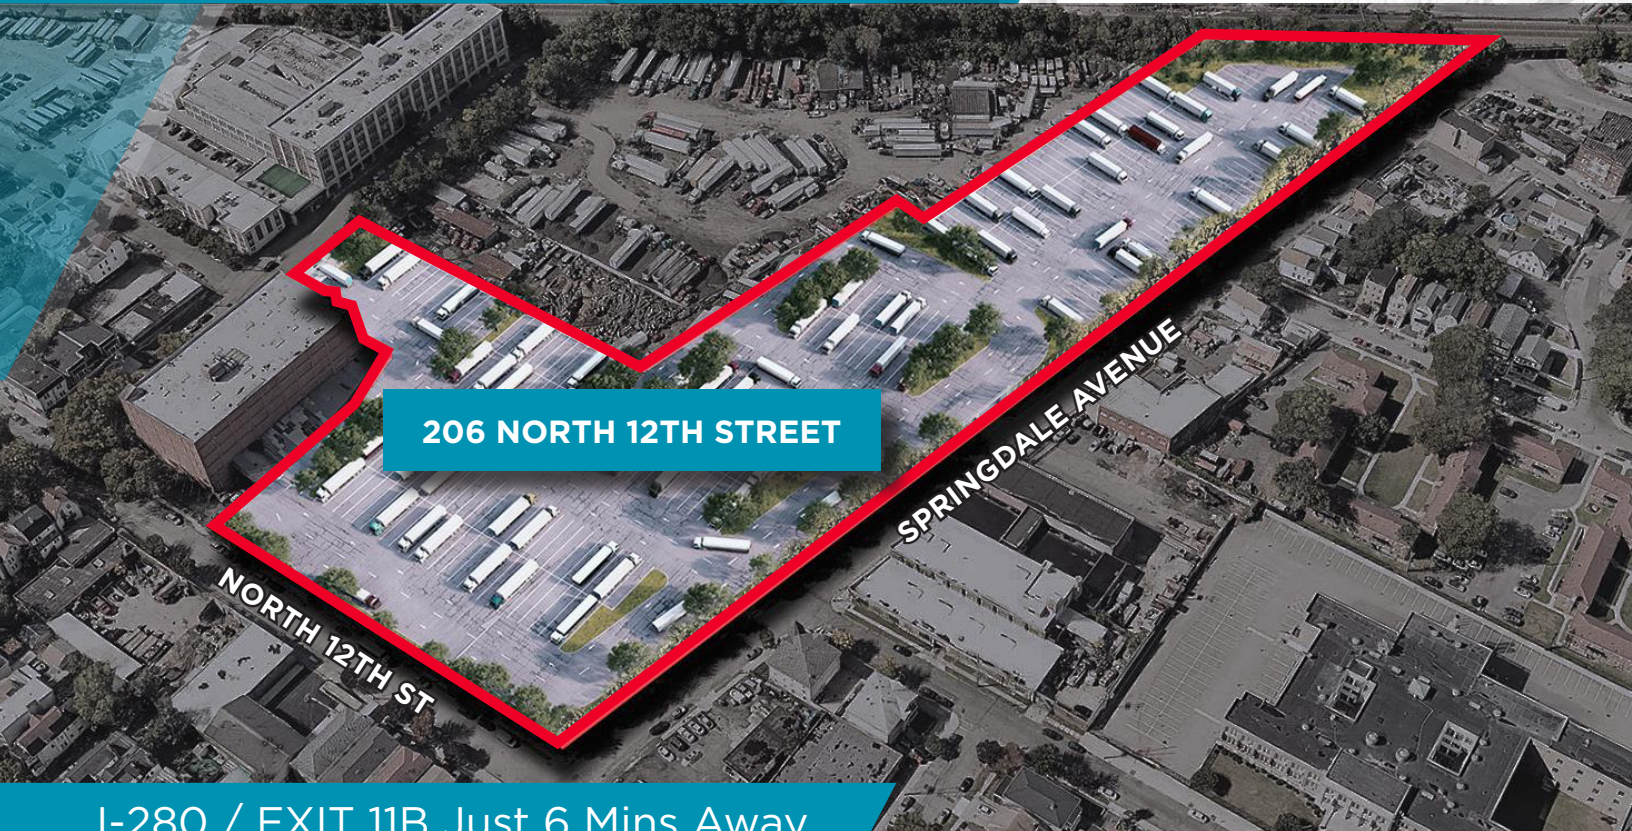 206 NORTH 12TH STREET
SPRINGDALE AVENUE
NORTH 12TH ST
I-280 / EXIT 11B Just 6 Mins Away